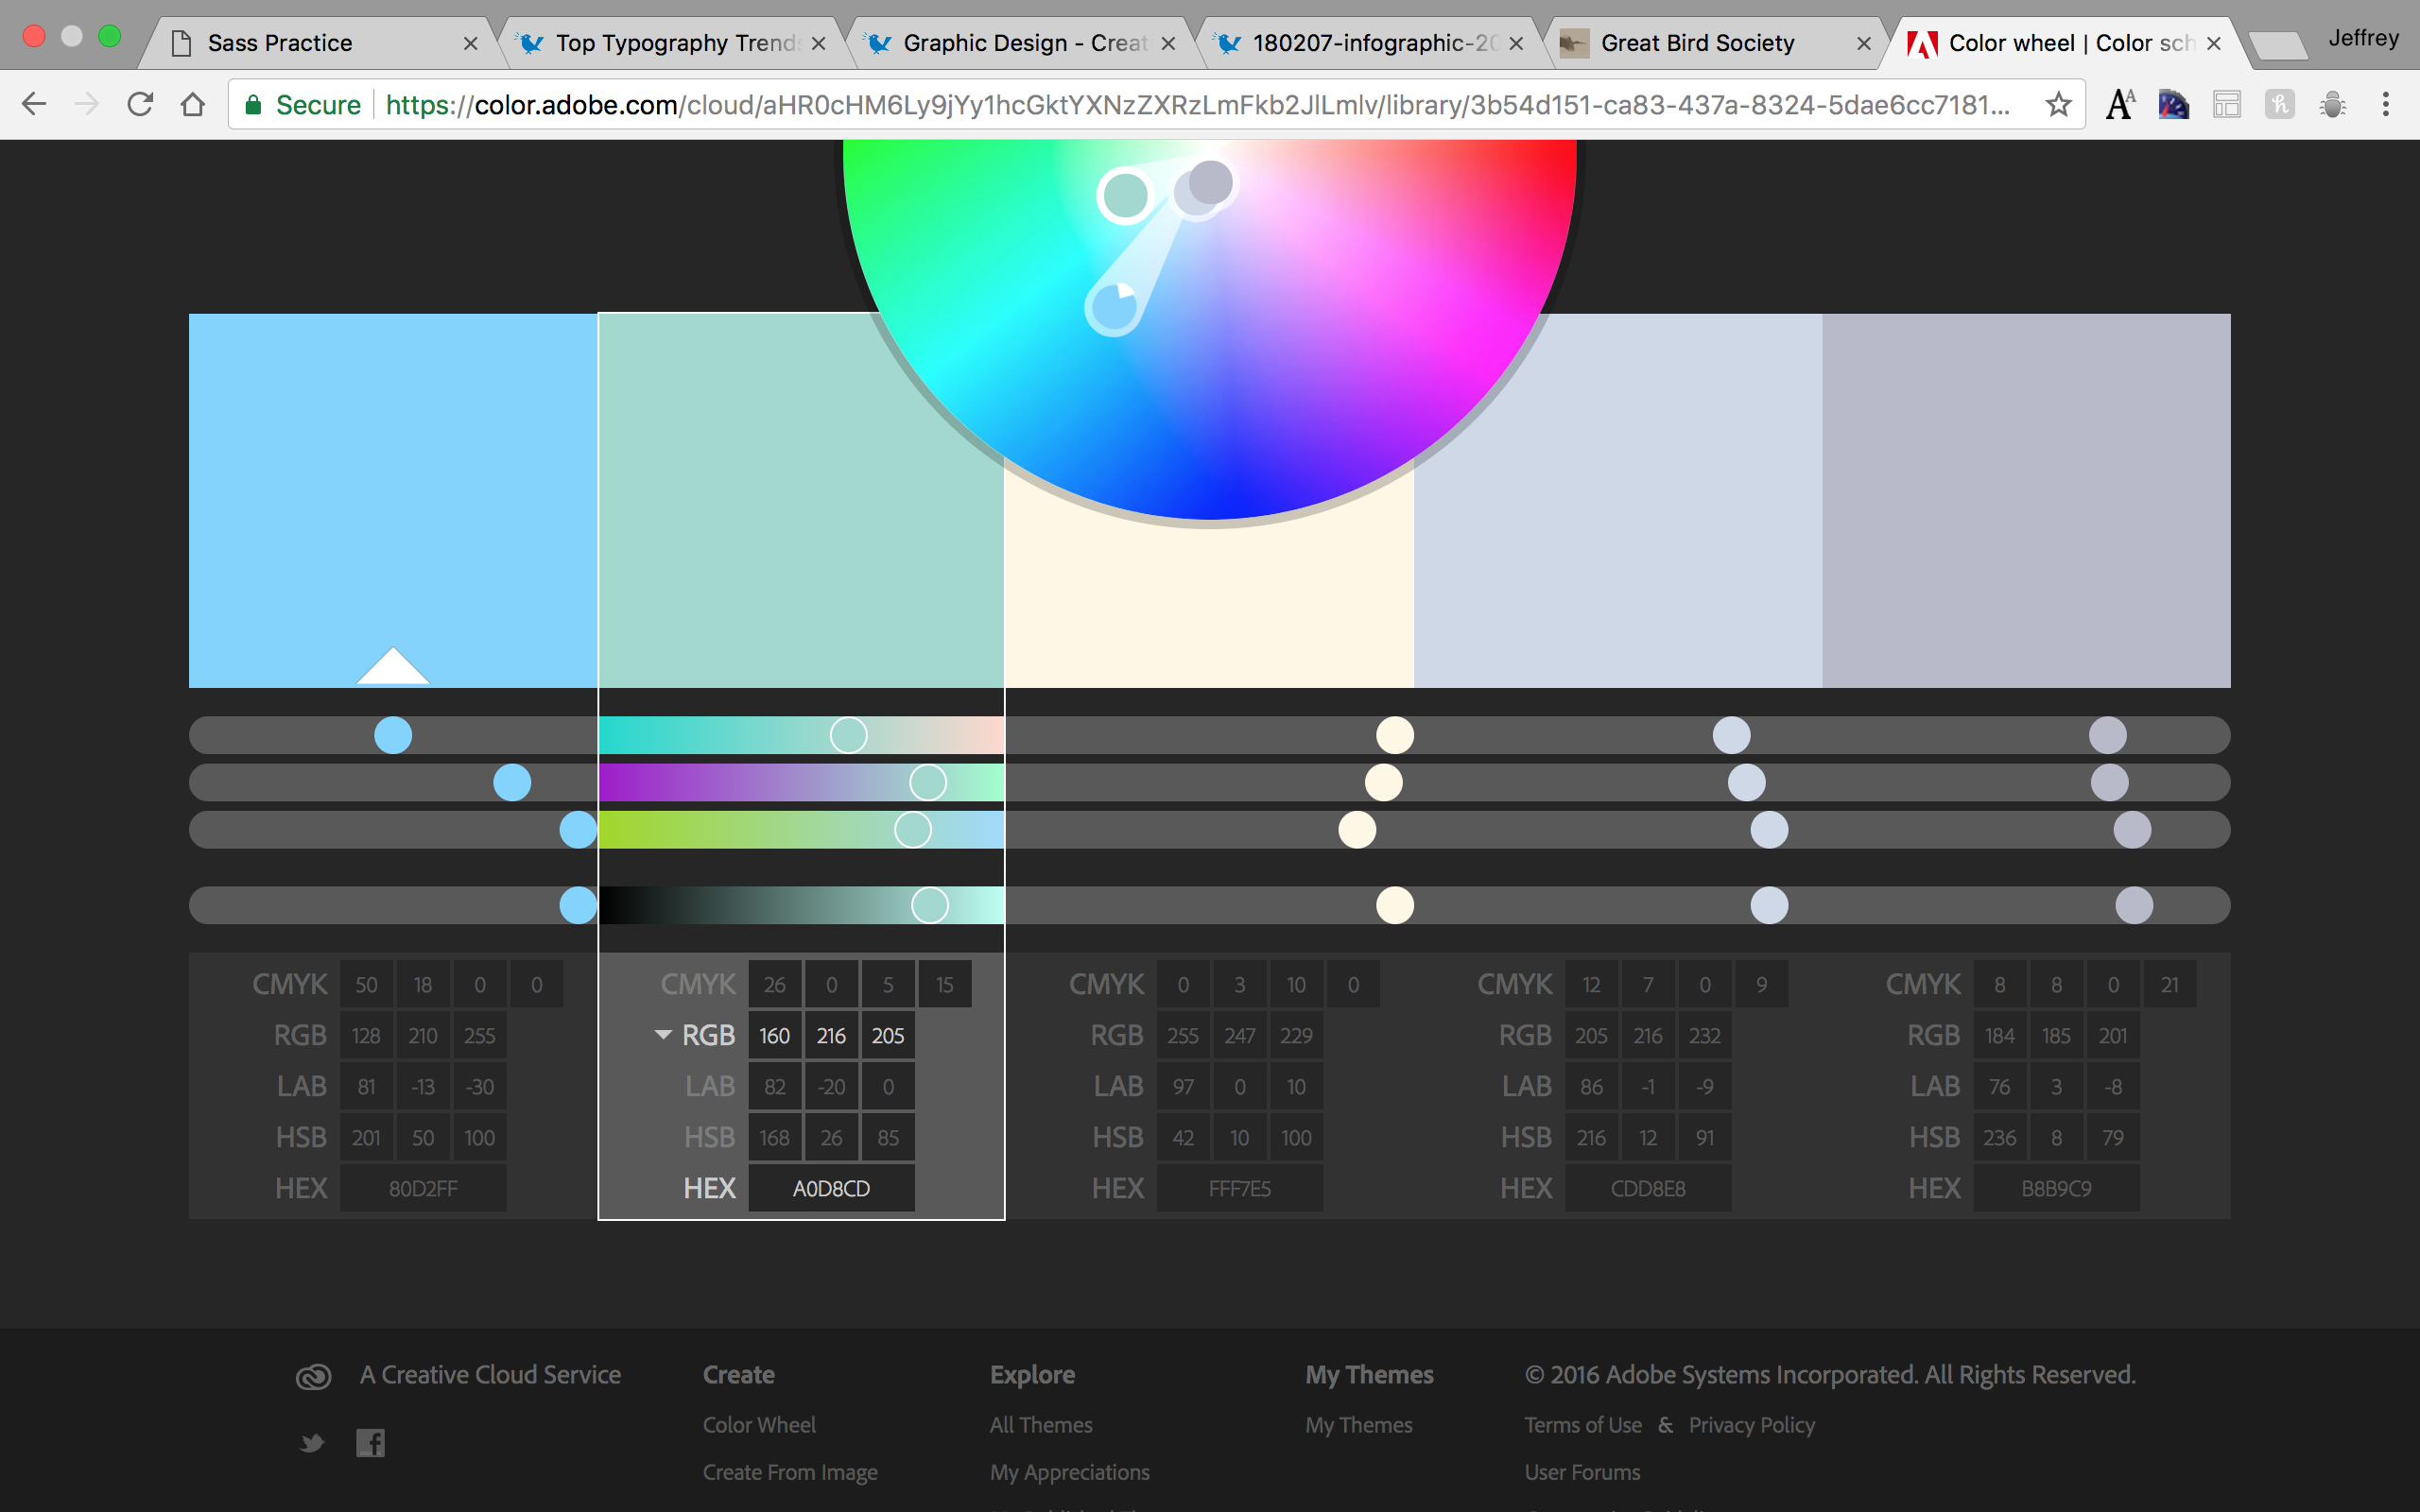 Sass Practice
Top Typography Trends
Graphic Design - Creat
180207-infographic-20
Great Bird Society
Color wheel | Color sch
Jeffrey
Secure https://color.adobe.com/cloud/aHR0cHM6Ly9jYy1hcGktYXNzZXRzLmFkb2JlLmlv/library/3b54d151-ca83-437a-8324-5dae6cc7181...
CMYK 50 18 0 0
RGB 128 210 255
LAB 81 -13 -30
HSB 201 50 100
HEX 80D2FF
CMYK 26 0 5 15
RGB 160 216 205
LAB 82 -20 0
HSB 168 26 85
HEX A0D8CD
CMYK 0 3 10 0
RGB 255 247 229
LAB 97 0 10
HSB 42 10 100
HEX FFF7E5
CMYK 12 7 0 9
RGB 205 216 232
LAB 86 -1 -9
HSB 216 12 91
HEX CDD8E8
CMYK 8 8 0 21
RGB 184 185 201
LAB 76 3 -8
HSB 236 8 79
HEX B8B9C9
A Creative Cloud Service
Create
Color Wheel
Create From Image
Explore
All Themes
My Appreciations
My Themes
My Themes
© 2016 Adobe Systems Incorporated. All Rights Reserved.
Terms of Use & Privacy Policy
User Forums